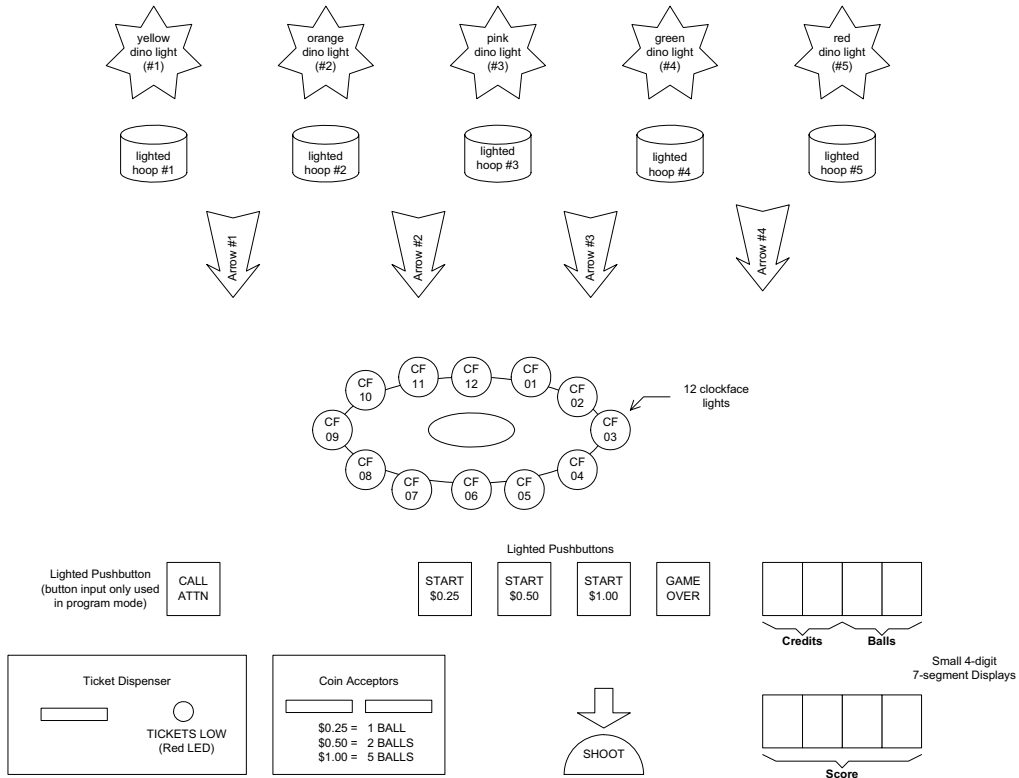 yellow
dino light
(#1)
orange
dino light
(#2)
pink
dino light
(#3)
green
dino light
(#4)
red
dino light
(#5)
lighted
hoop #1
lighted
hoop #2
lighted
hoop #3
lighted
hoop #4
lighted
hoop #5
Arrow #1
Arrow #2
Arrow #3
Arrow #4
CF
11
CF
12
CF
01
CF
10
CF
02
CF
09
CF
03
CF
08
CF
04
CF
07
CF
06
CF
05
12 clockface
lights
Lighted Pushbutton
(button input only used
in program mode)
CALL
ATTN
Lighted Pushbuttons
START
$0.25
START
$0.50
START
$1.00
GAME
OVER
Credits
Balls
Small 4-digit
7-segment Displays
Ticket Dispenser
TICKETS LOW
(Red LED)
Coin Acceptors
$0.25 = 1 BALL
$0.50 = 2 BALLS
$1.00 = 5 BALLS
SHOOT
Score